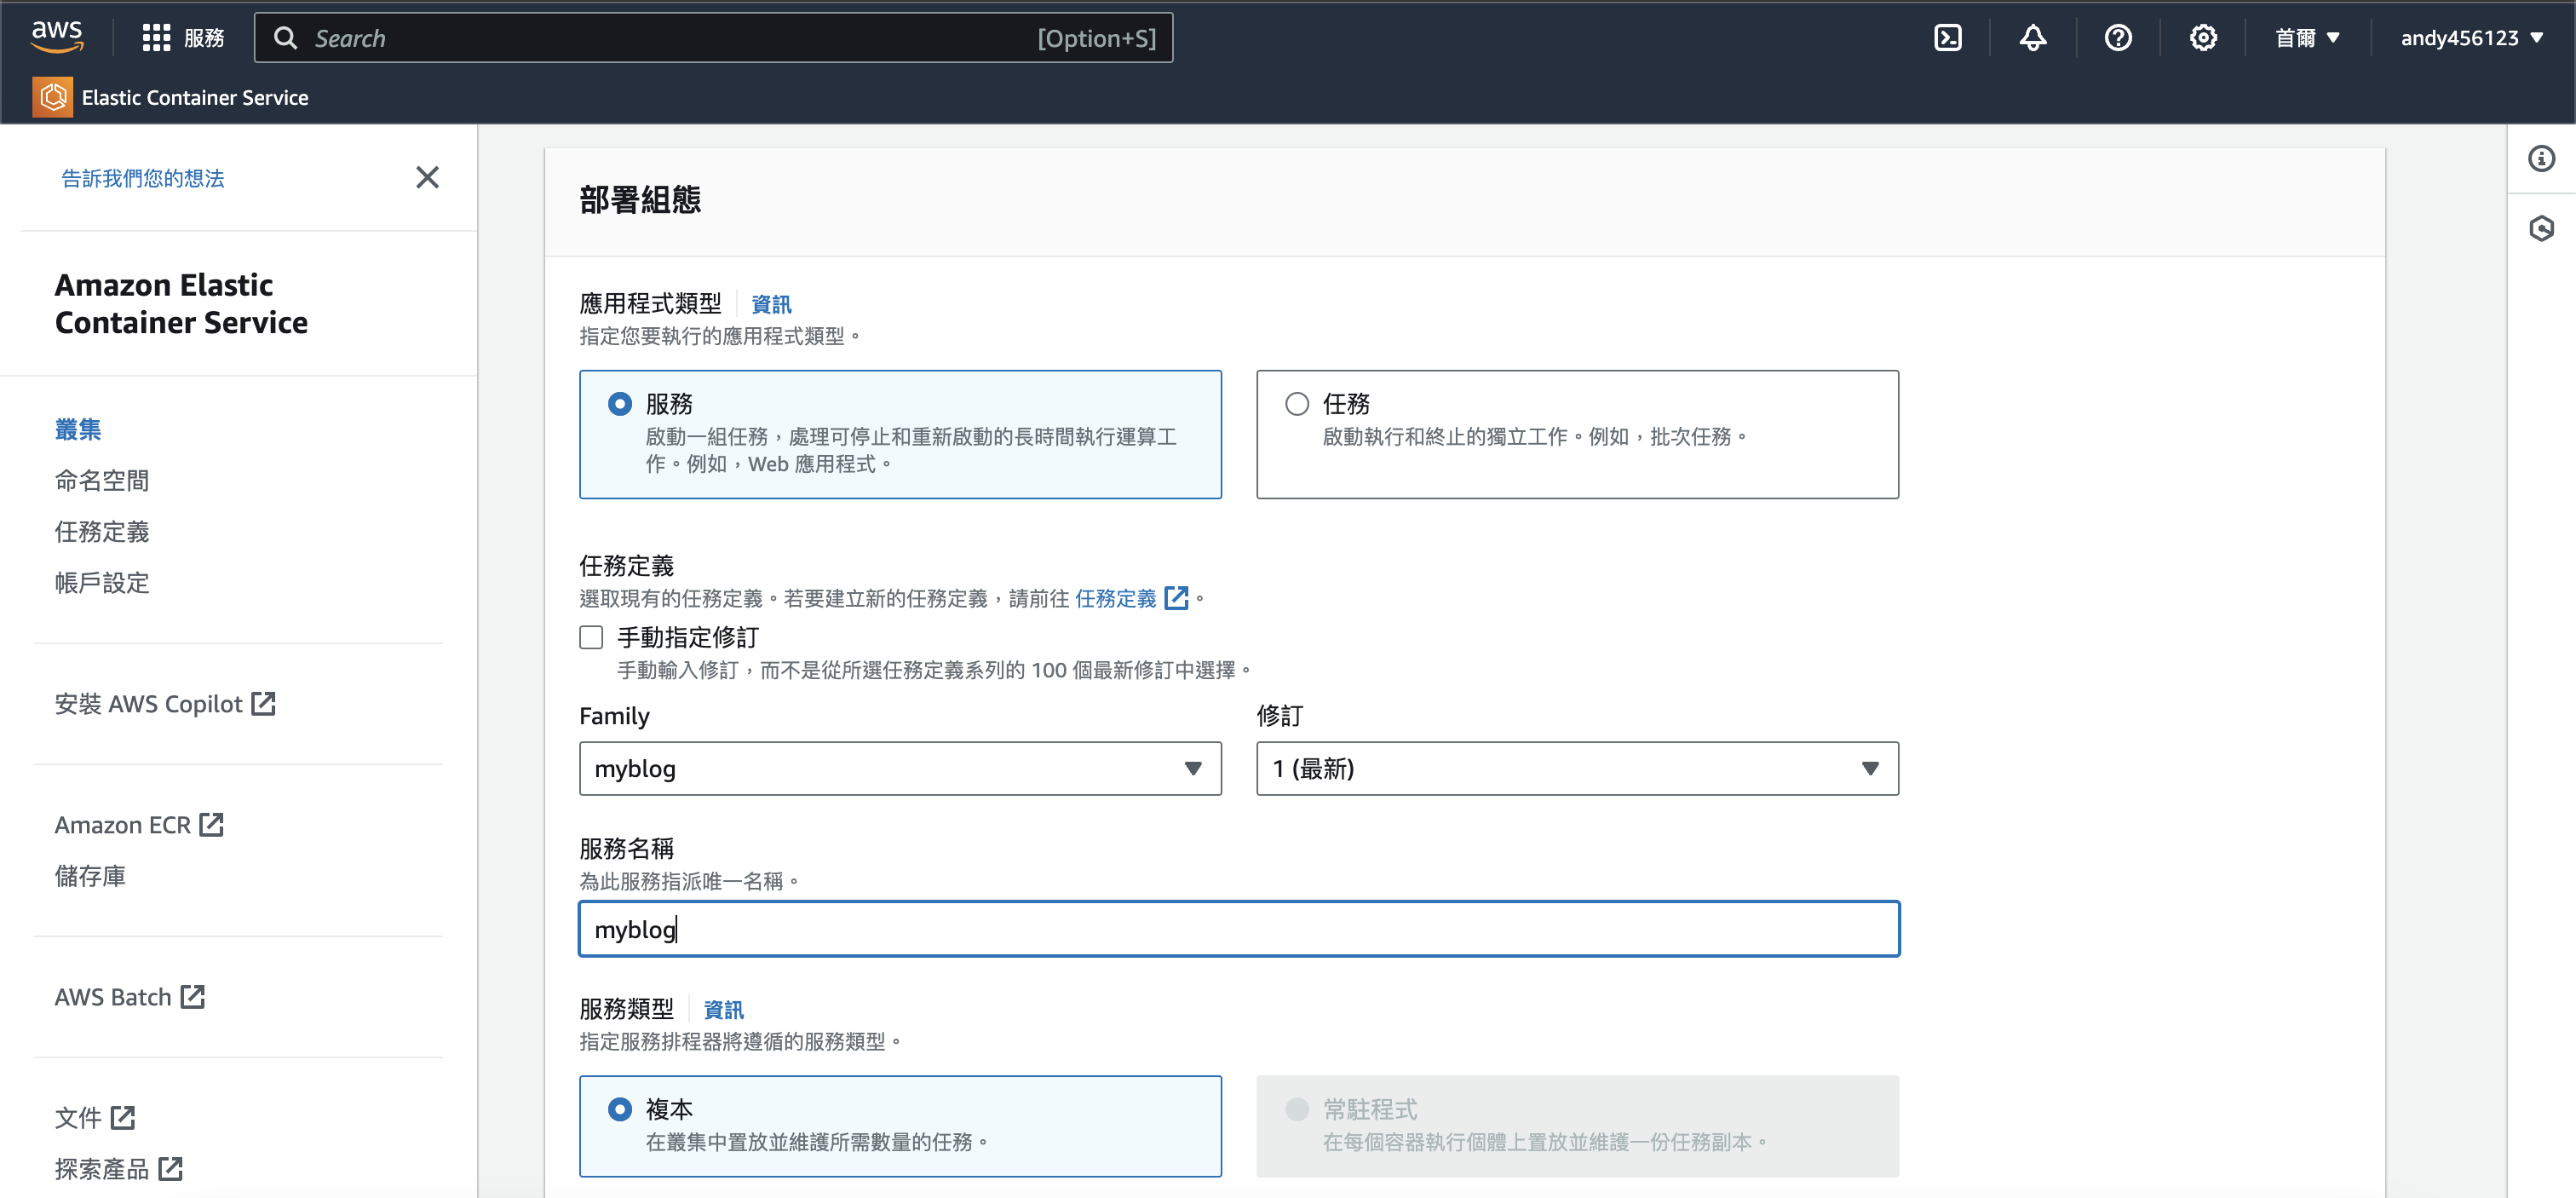 aws
服務
Search
[Option+S]
首爾
andy456123
Elastic Container Service
告訴我們您的想法
Amazon Elastic
Container Service
叢集
命名空間
任務定義
帳戶設定
安裝 AWS Copilot
Amazon ECR
儲存庫
AWS Batch
文件
探索產品
部署組態
應用程式類型
資訊
指定您要執行的應用程式類型。
服務
啟動一組任務，處理可停止和重新啟動的長時間執行運算工
作。例如，Web 應用程式。
任務
啟動執行和終止的獨立工作。例如，批次任務。
任務定義
選取現有的任務定義。若要建立新的任務定義，請前往 任務定義 。
手動指定修訂
手動輸入修訂，而不是從所選任務定義系列的 100 個最新修訂中選擇。
Family
修訂
myblog
1 (最新)
服務名稱
為此服務指派唯一名稱。
myblog
服務類型
資訊
指定服務排程器將遵循的服務類型。
複本
在叢集中置放並維護所需數量的任務。
常駐程式
在每個容器執行個體上置放並維護一份任務副本。